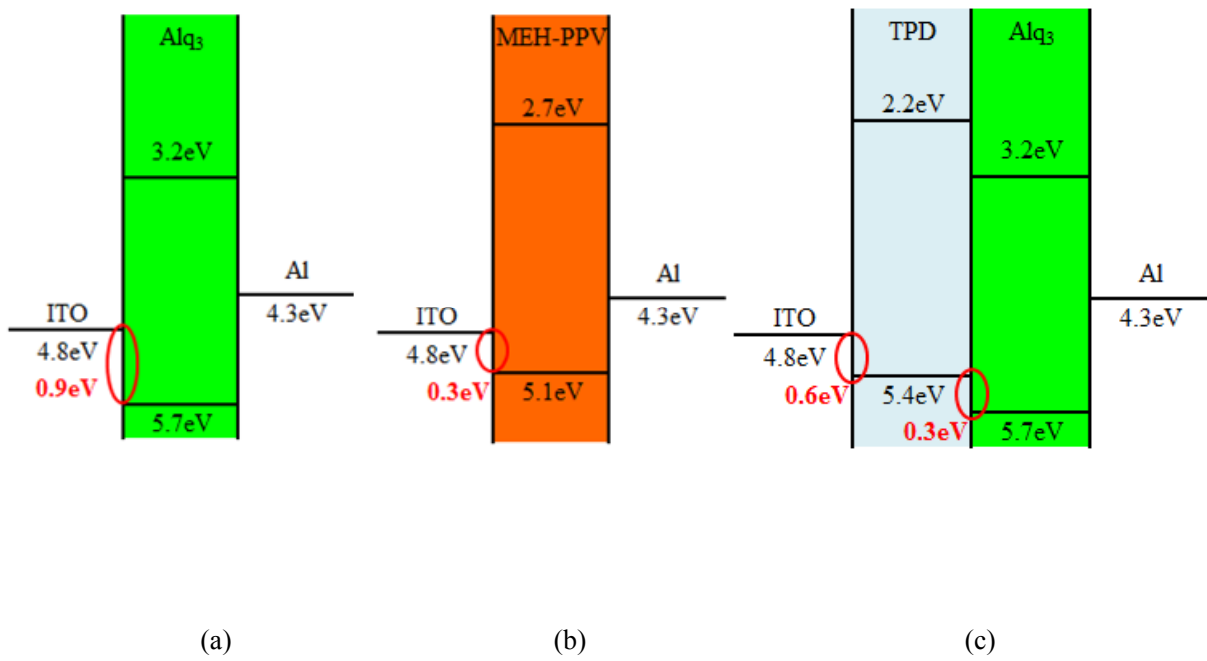 Alq₃
3.2eV
Al
4.3eV
ITO
4.8eV
0.9eV
5.7eV
(a)
MEH-PPV
2.7eV
Al
4.3eV
ITO
4.8eV
0.3eV
5.1eV
(b)
TPD
Alq₃
2.2eV
3.2eV
Al
4.3eV
ITO
4.8eV
0.6eV
5.4eV
0.3eV
5.7eV
(c)